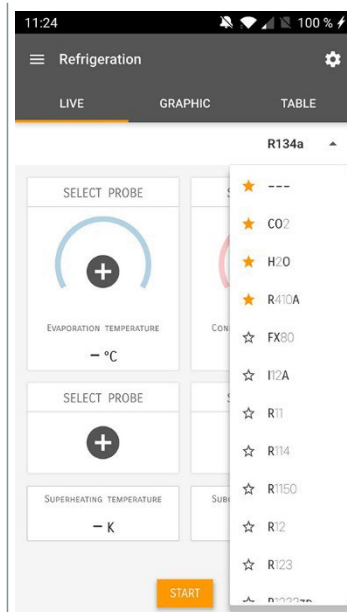 11:24
100 %
Refrigeration
LIVE GRAPHIC TABLE
R134a
SELECT PROBE
EVAPORATION TEMPERATURE
– °C
SELECT PROBE
SUPERHEATING TEMPERATURE
– K
START
---
CO2
H2O
R410A
FX80
I12A
R11
R114
R1150
R12
R123